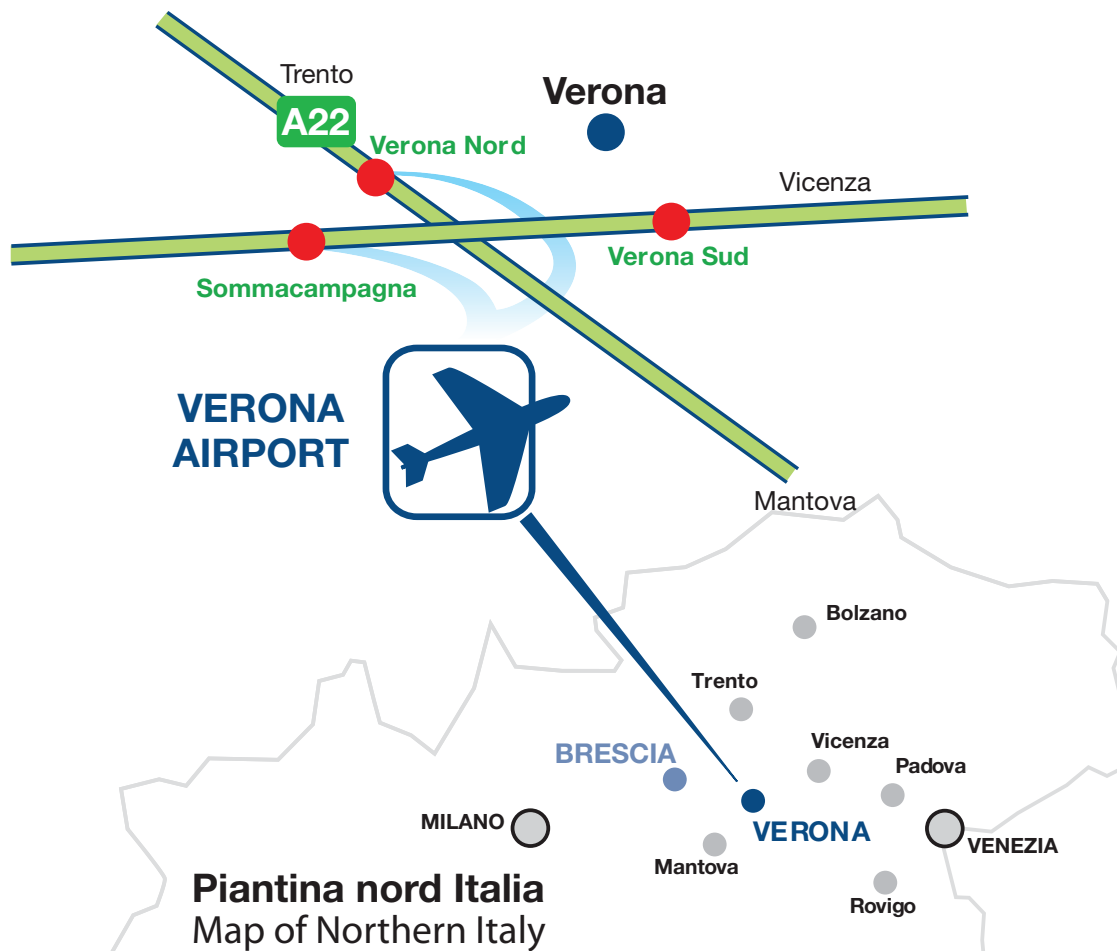 Trento
A22
Verona
Verona Nord
Vicenza
Verona Sud
Sommacampagna
VERONA
AIRPORT
Mantova
Bolzano
Trento
BRESCIA
Vicenza
Padova
MILANO
VERONA
VENEZIA
Mantova
Rovigo
Piantina nord Italia
Map of Northern Italy